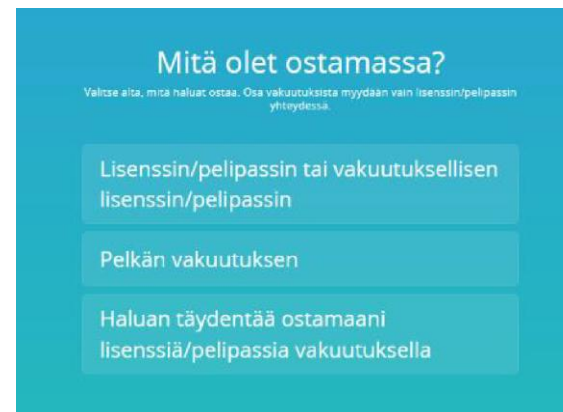 Mitä olet ostamassa?
Valitse alta, mitä haluat ostaa. Osa vakuutuksista myydään vain lisenssin/pelipassin
yhteydessä.
Lisenssin/pelipassin tai vakuutuksellisen
lisenssin/pelipassin
Pelkän vakuutuksen
Haluan täydentää ostamaani
lisenssiä/pelipassia vakuutuksella